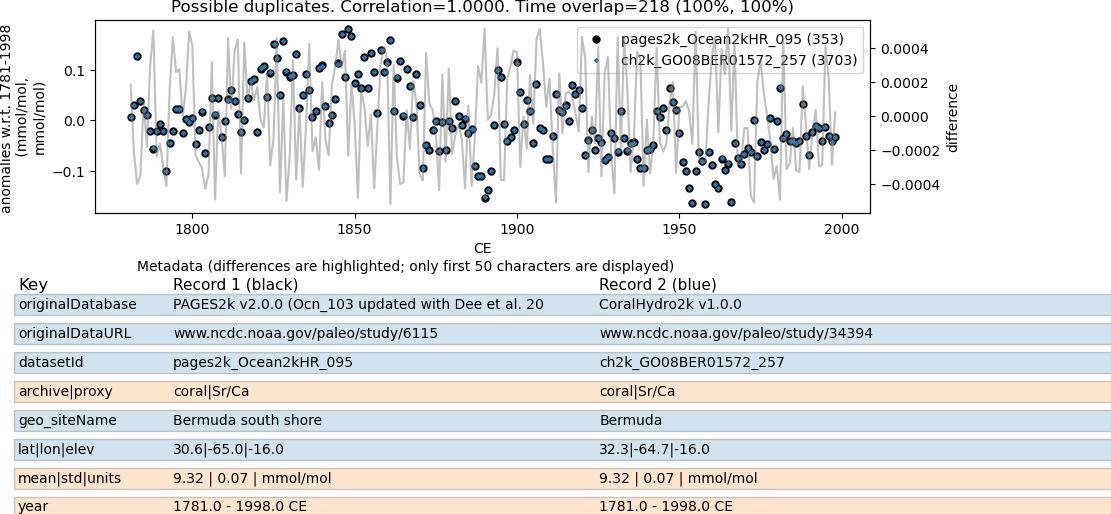 Possible duplicates. Correlation=1.0000. Time overlap=218 (100%, 100%)
anomalies w.r.t. 1781-1998
(mmol/mol,
mmol/mol)
0.1
0.0
−0.1
pages2k_Ocean2kHR_095 (353)
ch2k_GO08BER01572_257 (3703)
0.0004
0.0002
0.0000
−0.0002
−0.0004
difference
1800
1850
1900
1950
2000
CE
Metadata (differences are highlighted; only first 50 characters are displayed)
Key Record 1 (black) Record 2 (blue)
originalDatabase PAGES2k v2.0.0 (Ocn_103 updated with Dee et al. 20 CoralHydro2k v1.0.0
originalDataURL www.ncdc.noaa.gov/paleo/study/6115 www.ncdc.noaa.gov/paleo/study/34394
datasetId pages2k_Ocean2kHR_095 ch2k_GO08BER01572_257
archive|proxy coral|Sr/Ca coral|Sr/Ca
geo_siteName Bermuda south shore Bermuda
lat|lon|elev 30.6|-65.0|-16.0 32.3|-64.7|-16.0
mean|std|units 9.32 | 0.07 | mmol/mol 9.32 | 0.07 | mmol/mol
year 1781.0 - 1998.0 CE 1781.0 - 1998.0 CE